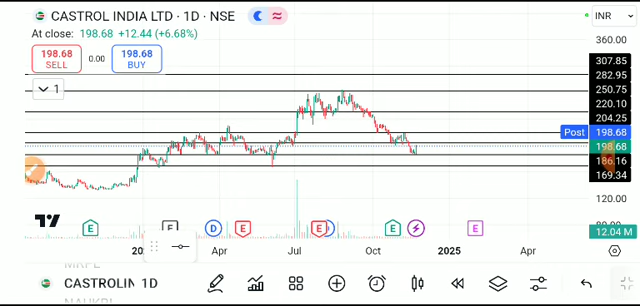 CASTROL INDIA LTD · 1D · NSE
INR
At close: 198.68 +12.44 (+6.68%)
198.68 SELL
0.00
198.68 BUY
1
360.00
307.85
282.95
250.75
220.10
204.25
Post 198.68
198.68
186.16
169.34
120.00
12.04 M
E
E
D
E
E
D
E
E
Apr
Jul
Oct
2025
Apr
CASTROLIN 1D